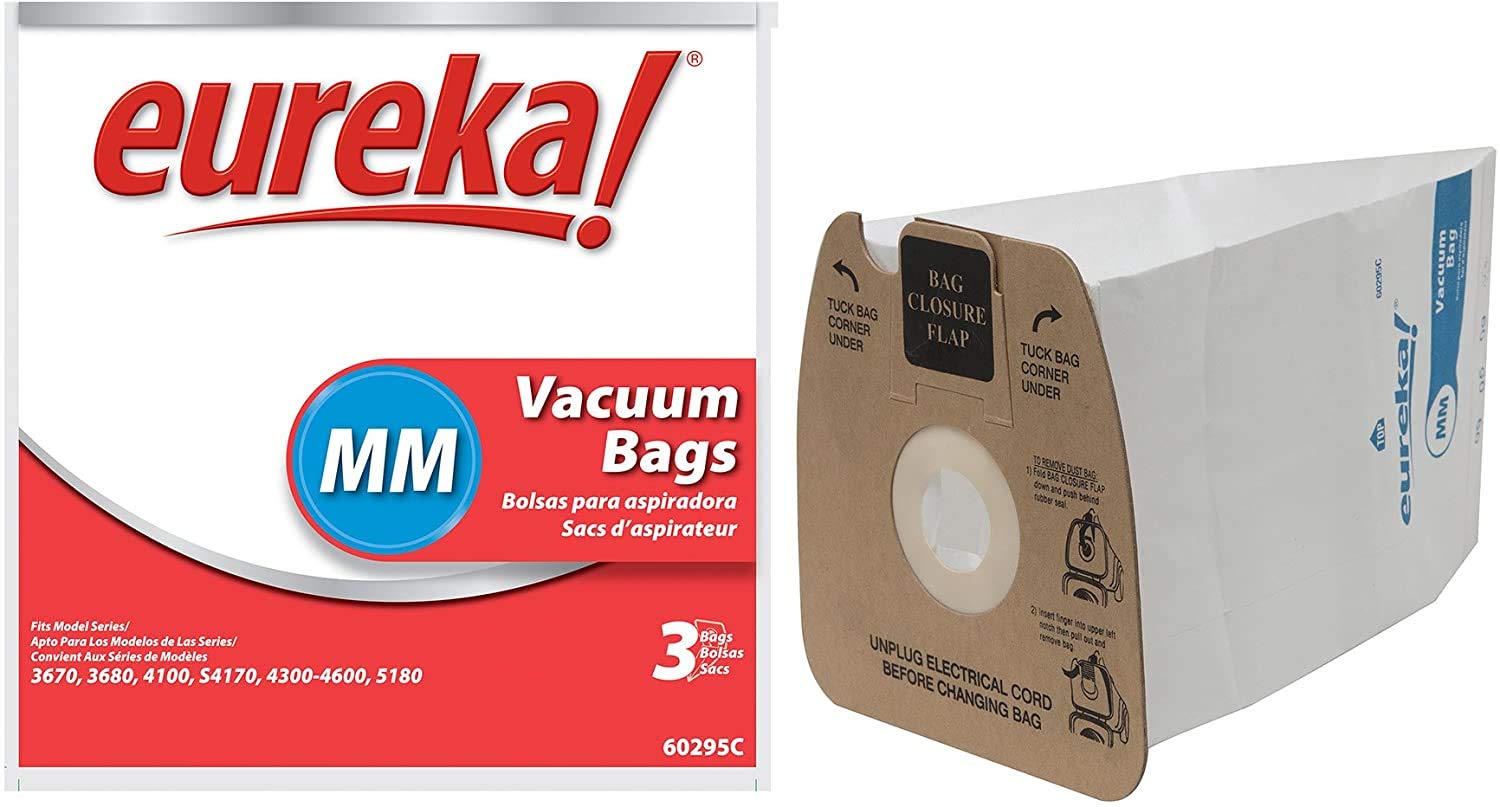 eureka!®
MM
Vacuum
Bags
Bolsas para aspiradora
Sacs d'aspirateur
Fits Model Series/
Apto Para Los Modelos de Las Series/
Convient Aux Séries de Modèles
3670, 3680, 4100, S4170, 4300-4600, 5180
3 Bags
Bolsas
Sacs
60295C
BAG
CLOSURE
FLAP
TUCK BAG
CORNER
UNDER
TUCK BAG
CORNER
UNDER
TO REMOVE DUST BAG:
1) Fold BAG CLOSURE FLAP
down and push behind
rubber seal.
2) Insert finger into upper left
notch then pull out and
remove bag
UNPLUG ELECTRICAL CORD
BEFORE CHANGING BAG
TOP
eureka!®
60295C
MM
Vacuum
Bag